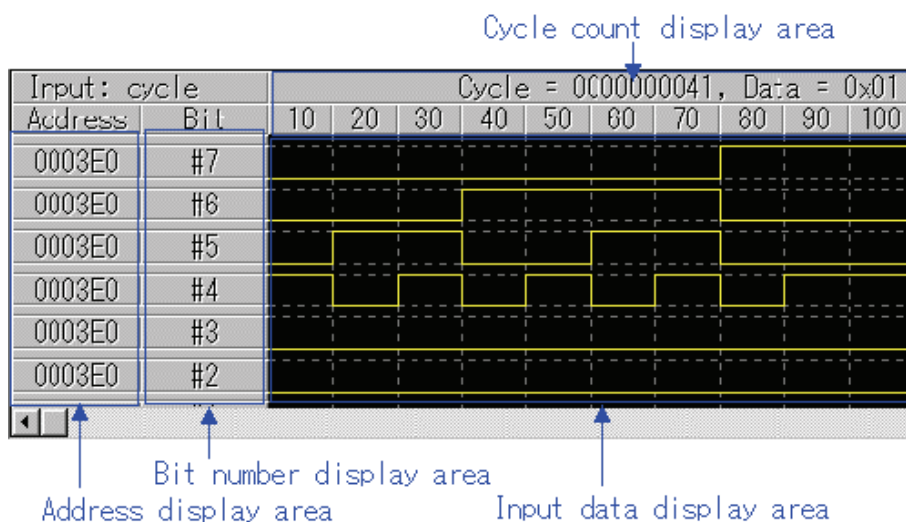 Cycle count display area
Input: cycle Cycle = 0000000041, Data = 0x01
Address Bit 10 20 30 40 50 60 70 80 90 100
0003E0 #7
0003E0 #6
0003E0 #5
0003E0 #4
0003E0 #3
0003E0 #2
Bit number display area
Address display area Input data display area